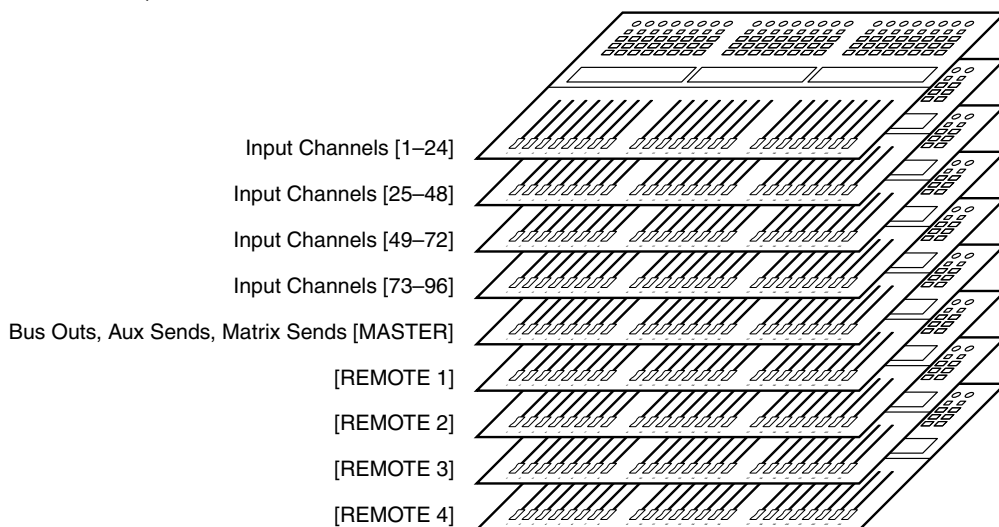 Input Channels [1–24]
Input Channels [25–48]
Input Channels [49–72]
Input Channels [73–96]
Bus Outs, Aux Sends, Matrix Sends [MASTER]
[REMOTE 1]
[REMOTE 2]
[REMOTE 3]
[REMOTE 4]